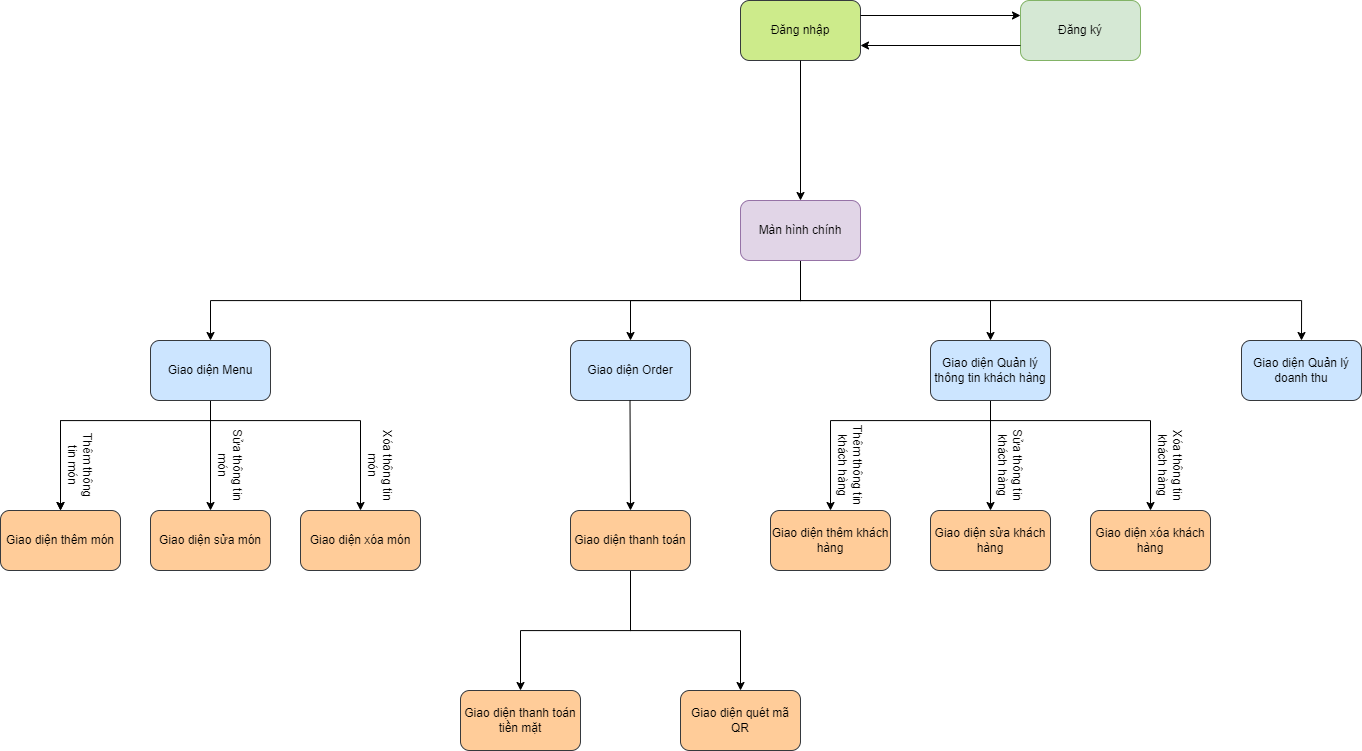 Đăng nhập
Đăng ký
Màn hình chính
Giao diện Menu
Giao diện Order
Giao diện Quản lý
thông tin khách hàng
Giao diện Quản lý
doanh thu
Thêm thông
tin món
Sửa thông tin
món
Xóa thông tin
món
Thêm thông tin
khách hàng
Sửa thông tin
khách hàng
Xóa thông tin
khách hàng
Giao diện thêm món
Giao diện sửa món
Giao diện xóa món
Giao diện thanh toán
Giao diện thêm khách
hàng
Giao diện sửa khách
hàng
Giao diện xóa khách
hàng
Giao diện thanh toán
tiền mặt
Giao diện quét mã
QR